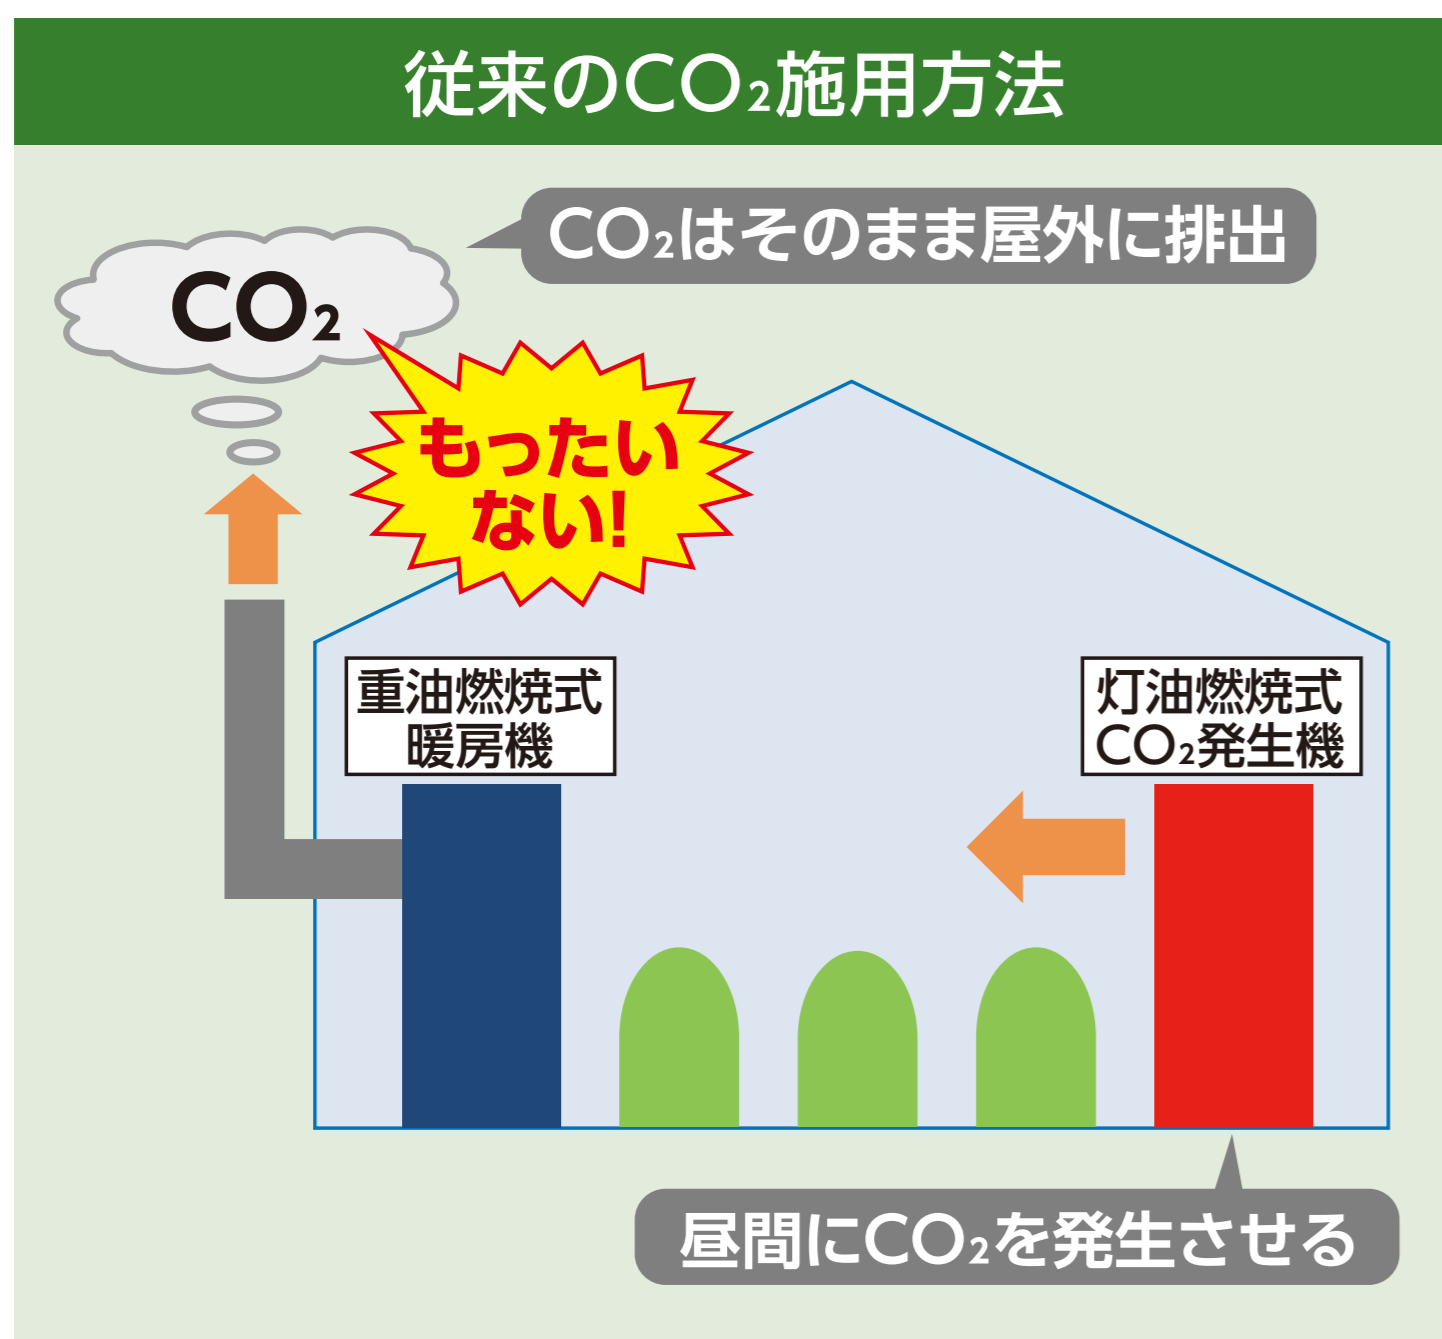 従来のCO₂施用方法
CO₂はそのまま屋外に排出
CO₂
もったい
ない!
重油燃焼式
暖房機
灯油燃焼式
CO₂発生機
昼間にCO₂を発生させる